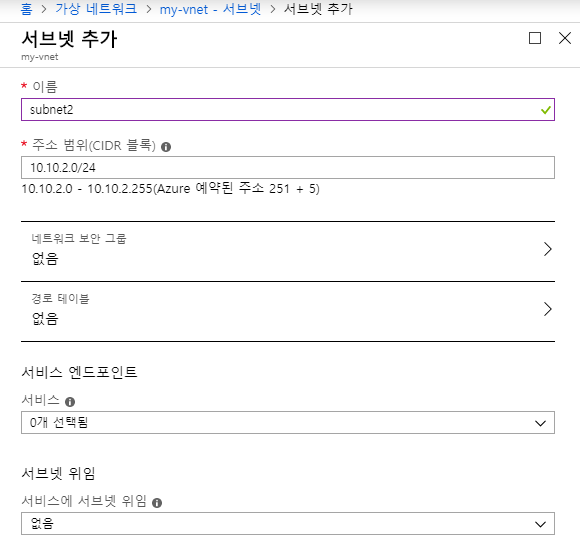 홈 > 가상 네트워크 > my-vnet - 서브넷 > 서브넷 추가
서브넷 추가
my-vnet
* 이름
subnet2
* 주소 범위(CIDR 블록)
10.10.2.0/24
10.10.2.0 - 10.10.2.255(Azure 예약된 주소 251 + 5)
네트워크 보안 그룹
없음
경로 테이블
없음
서비스 엔드포인트
서비스
0개 선택됨
서브넷 위임
서비스에 서브넷 위임
없음